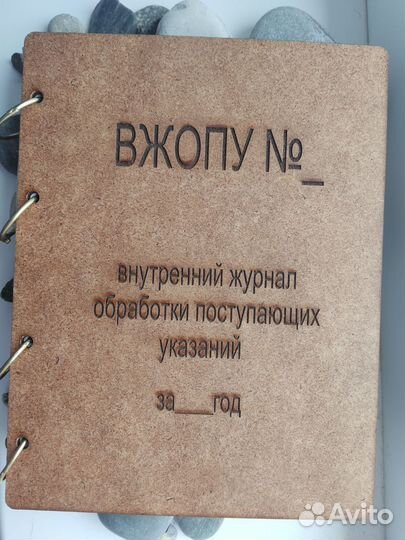 ВЖОПУ №_
внутренний журнал
обработки поступающих
указаний
за___год
Avito